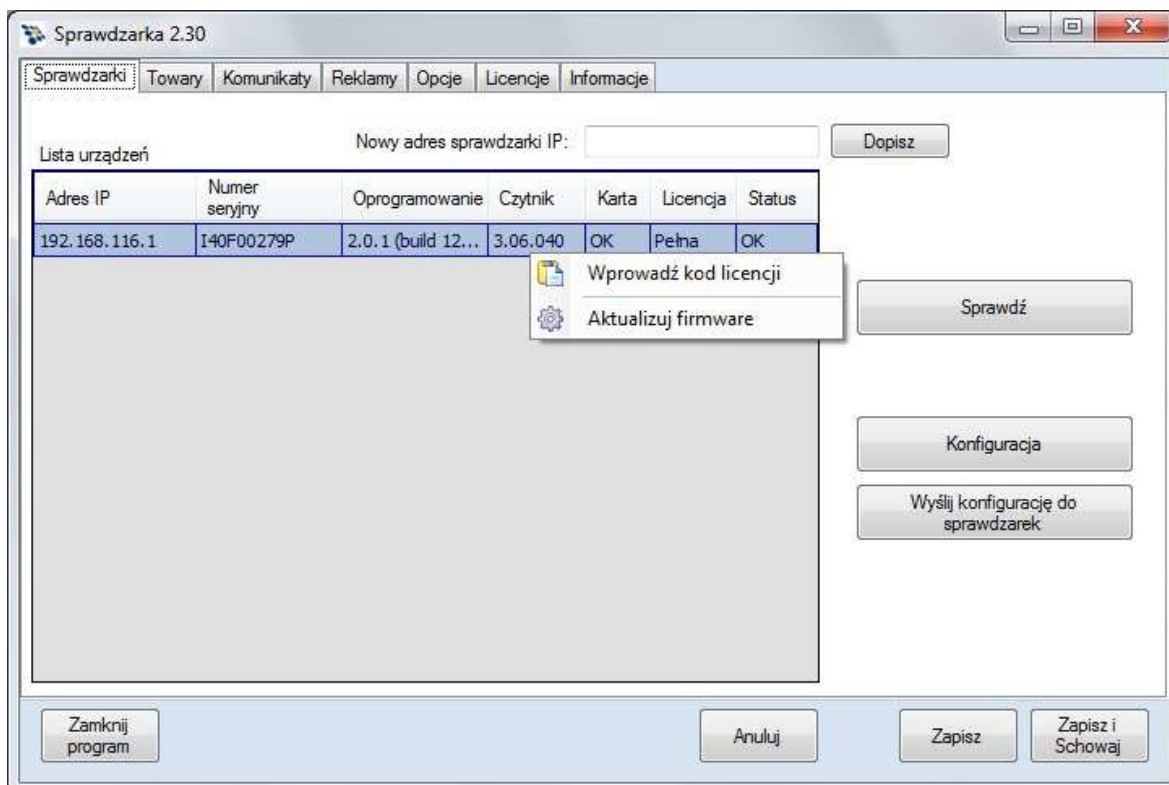 Sprawdzarka 2.30
Sprawdzarki Towary Komunikaty Reklamy Opcje Licencje Informacje
Nowy adres sprawdzarki IP: Dopisz
Lista urządzeń
Adres IP Numer seryjny Oprogramowanie Czytnik Karta Licencja Status
192.168.116.1 I40F00279P 2.0.1 (build 12... 3.06.040 OK Pełna OK
Wprowadź kod licencji
Aktualizuj firmware
Sprawdź
Konfiguracja
Wyślij konfigurację do
sprawdzarek
Zamknij
program
Anuluj
Zapisz
Zapisz i
Schowaj